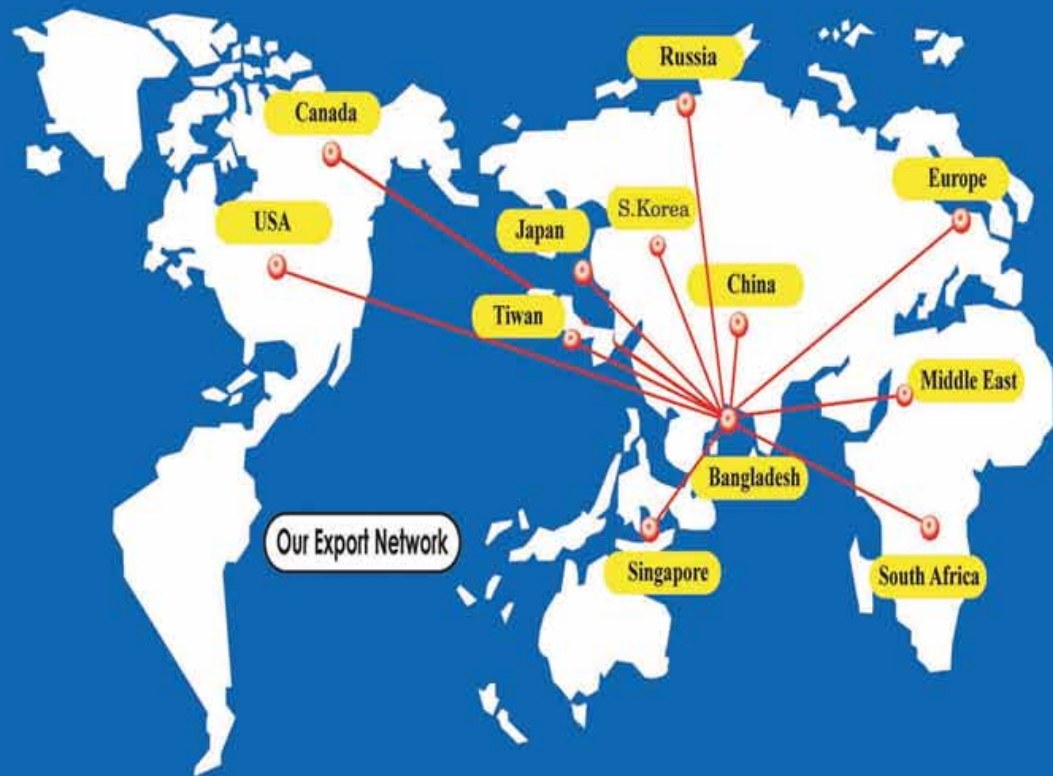 Russia
Canada
Europe
USA
S.Korea
Japan
China
Tiwan
Middle East
Bangladesh
Our Export Network
Singapore
South Africa